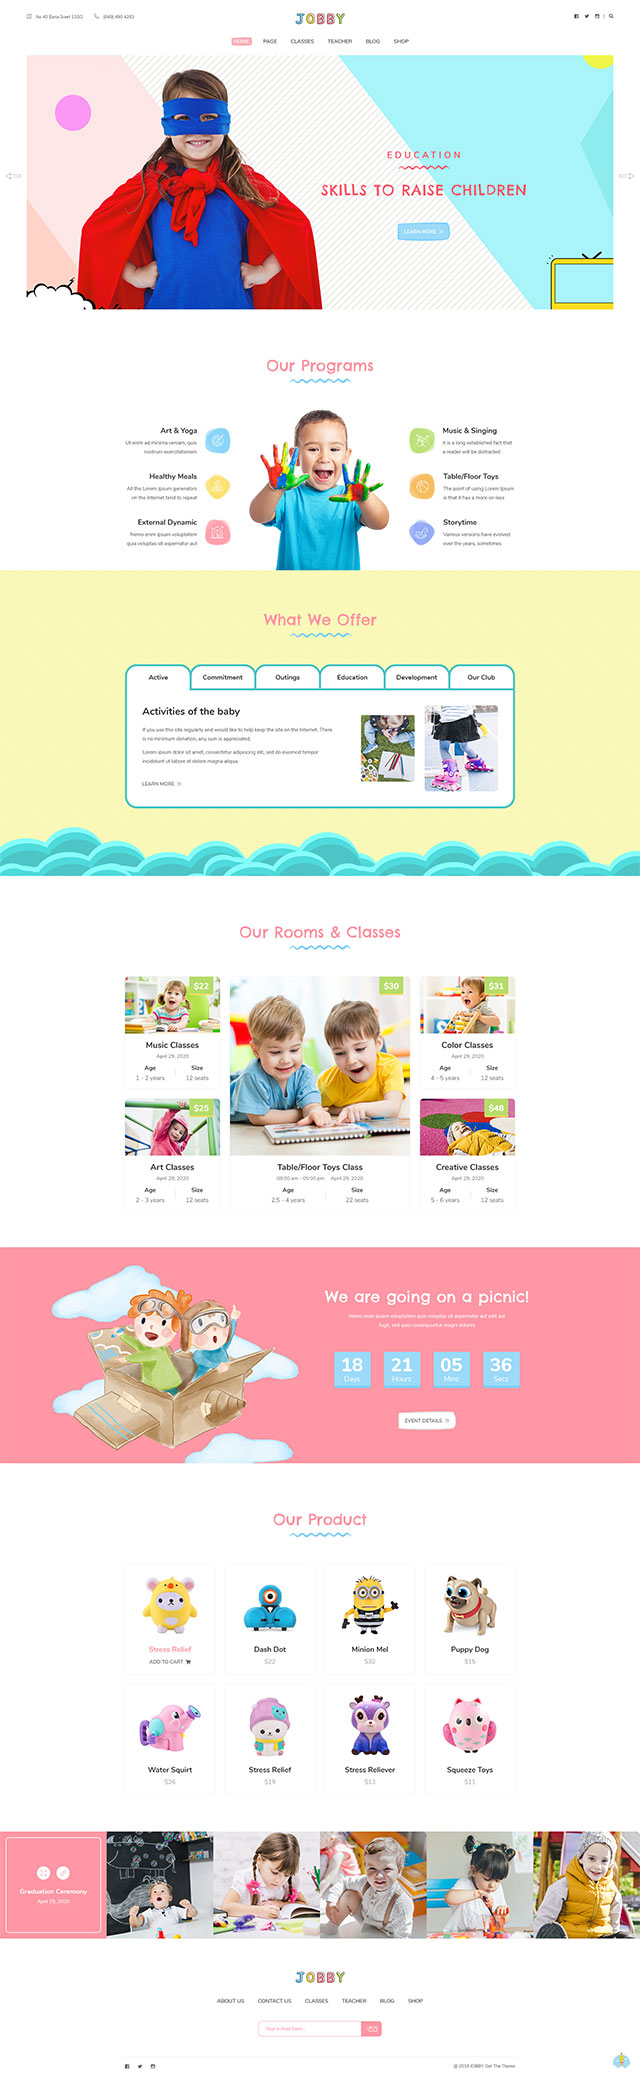 No 40 Baria Sreet 133/2
(848) 490 4283
JOBBY
HOME PAGE CLASSES TEACHER BLOG SHOP
EDUCATION
SKILLS TO RAISE CHILDREN
LEARN MORE
Our Programs
Art & Yoga
Ut enim ad minima veniam, quis
nostrum exercitationem
Healthy Meals
All the Lorem Ipsum generators
on the Internet tend to repeat
External Dynamic
Nemo enim ipsam voluptatem
quia voluptas sit aspernatur aut
Music & Singing
It is a long established fact that
a reader will be distracted
Table/Floor Toys
The point of using Lorem Ipsum
is that it has a more-or-less
Storytime
Various versions have evolved
over the years, sometimes
What We Offer
Active Commitment Outings Education Development Our Club
Activities of the baby
If you use this site regularly and would like to help keep the site on the Internet. There
is no minimum donation, any sum is appreciated.
Lorem ipsum dolor sit amet, consectetur adipiscing elit, sed do eiusmod tempor
incididunt ut labore et dolore magna aliqua.
LEARN MORE
Our Rooms & Classes
$22
Music Classes
April 29, 2020
Age Size
1 - 2 years 12 seats
$25
Art Classes
April 29, 2020
Age Size
2 - 3 years 12 seats
$30
Table/Floor Toys Class
08:00 am - 05:00 pm April 29, 2020
Age Size
2.5 - 4 years 22 seats
$31
Color Classes
April 29, 2020
Age Size
4 - 5 years 12 seats
$48
Creative Classes
April 29, 2020
Age Size
5 - 6 years 12 seats
We are going on a picnic!
Nemo enim ipsam voluptatem quia voluptas sit aspernatur aut odit aut
fugit, sed quia consequuntur magni dolores
18 21 05 36
Days Hours Mins Secs
EVENT DETAILS
Our Product
Stress Relief
ADD TO CART
Dash Dot
$22
Minion Mel
$32
Puppy Dog
$15
Water Squirt
$26
Stress Relief
$19
Stress Reliever
$13
Squeeze Toys
$11
Graduation Ceremony
April 29, 2020
JOBBY
ABOUT US CONTACT US CLASSES TEACHER BLOG SHOP
Your e-mail here...
@ 2018 JOBBY. Get The Theme